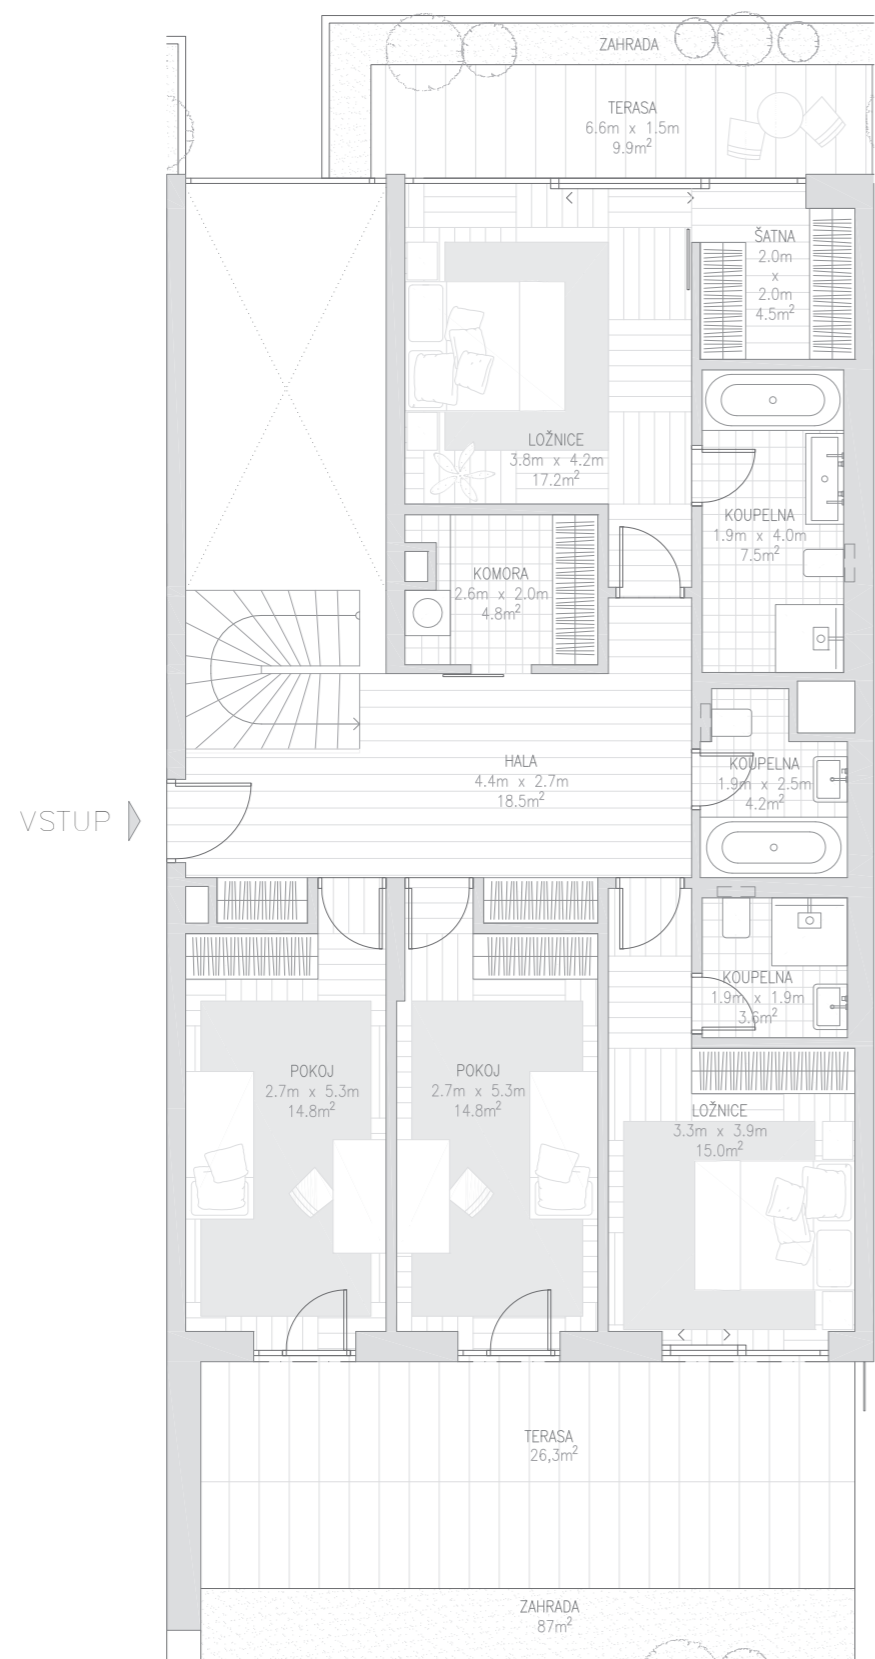 ZAHRADA
TERASA
6.6m x 1.5m
9.9m²
ŠATNA
2.0m
x
2.0m
4.5m²
LOŽNICE
3.8m x 4.2m
17.2m²
KOUPELNA
1.9m x 4.0m
7.5m²
KOMORA
2.6m x 2.0m
4.8m²
HALA
4.4m x 2.7m
18.5m²
KOUPELNA
1.9m x 2.5m
4.2m²
VSTUP
KOUPELNA
1.9m x 1.9m
3.6m²
POKOJ
2.7m x 5.3m
14.8m²
POKOJ
2.7m x 5.3m
14.8m²
LOŽNICE
3.3m x 3.9m
15.0m²
TERASA
26,3m²
ZAHRADA
87m²